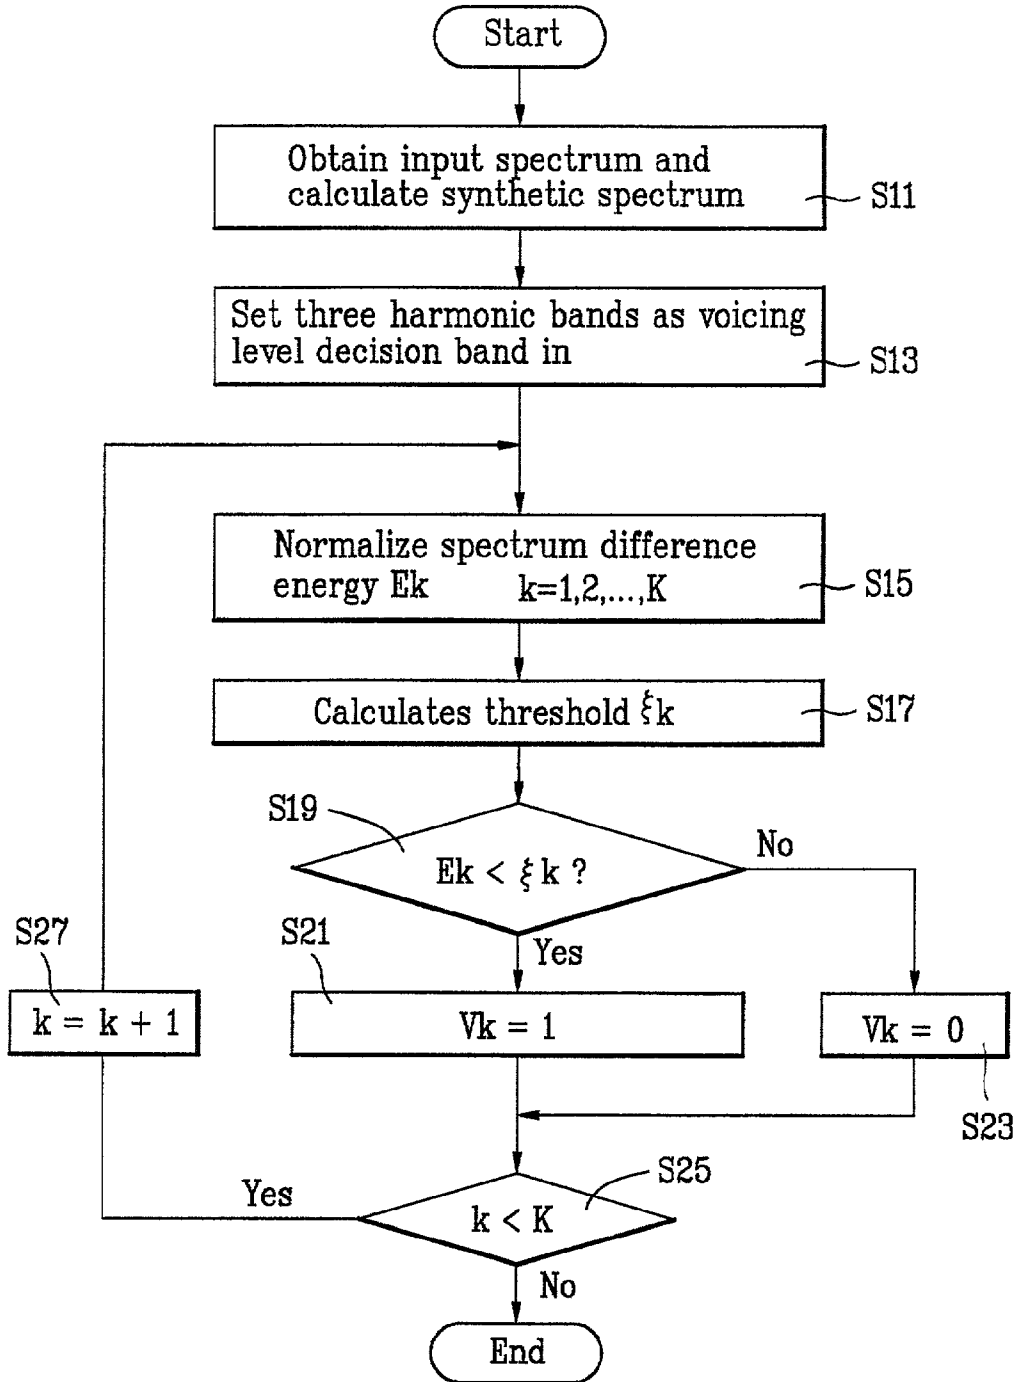 Start
Obtain input spectrum and
calculate synthetic spectrum
S11
Set three harmonic bands as voicing
level decision band in
S13
Normalize spectrum difference
energy Ek k=1,2,...,K
S15
Calculates threshold ξk
S17
S19
Ek < ξk ?
No
Yes
S27
k = k + 1
S21
Vk = 1
Vk = 0
S23
S25
k < K
Yes
No
End